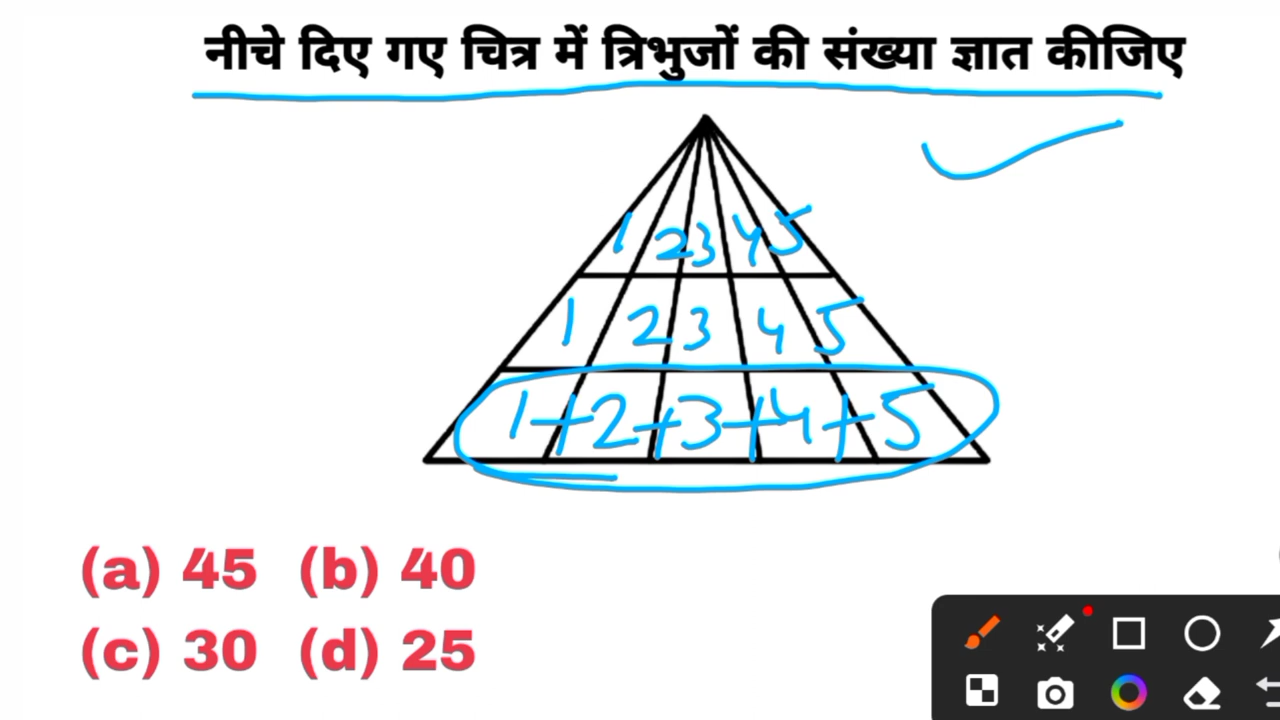 नीचे दिए गए चित्र में त्रिभुजों की संख्या ज्ञात कीजिए
1 2 3 4 5
1 2 3 4 5
1+2+3+4+5
(a) 45 (b) 40
(c) 30 (d) 25